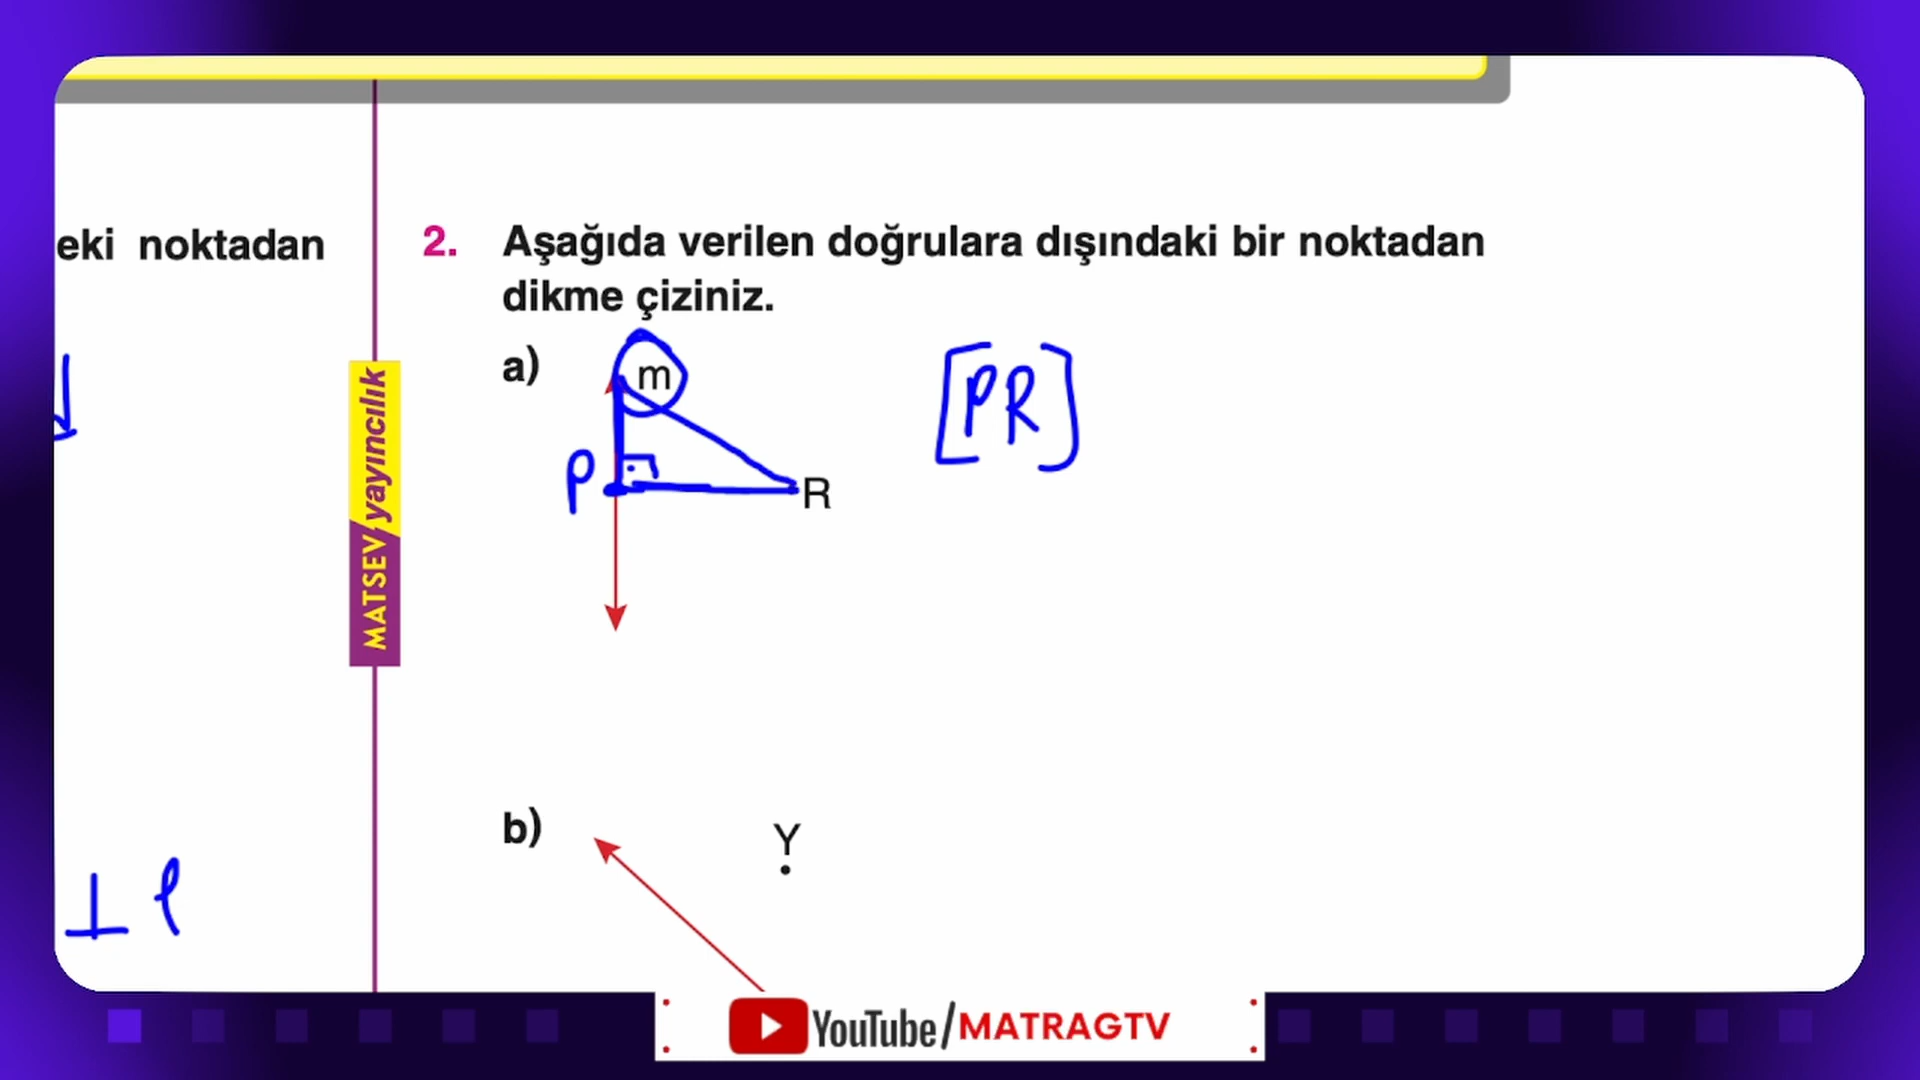 eki noktadan
⊥ l
MATSEV yayıncılık
2. Aşağıda verilen doğrulara dışındaki bir noktadan
dikme çiziniz.
a)
m
[PR]
P
R
b)
Y
YouTube/MATRAGTV